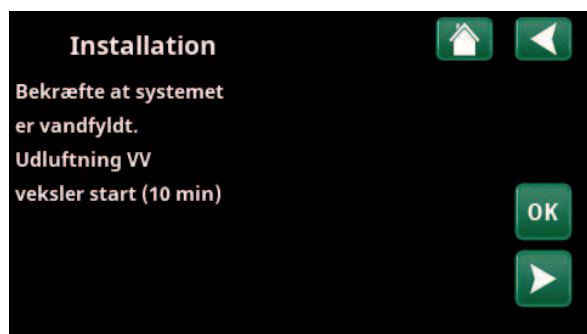 Installation
Bekræfte at systemet
er vandfyldt.
Udluftning VV
veksler start (10 min)
OK